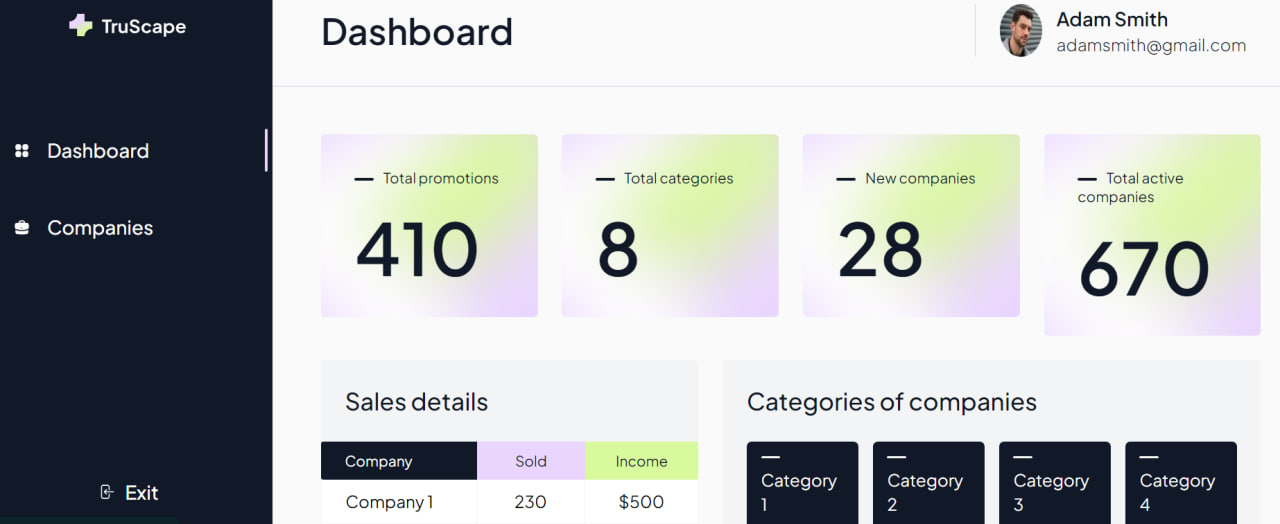 TruScape
Dashboard
Companies
Exit
Dashboard
Adam Smith
adamsmith@gmail.com
Total promotions
410
Total categories
8
New companies
28
Total active
companies
670
Sales details
Company Sold Income
Company 1 230 $500
Categories of companies
Category
1
Category
2
Category
3
Category
4